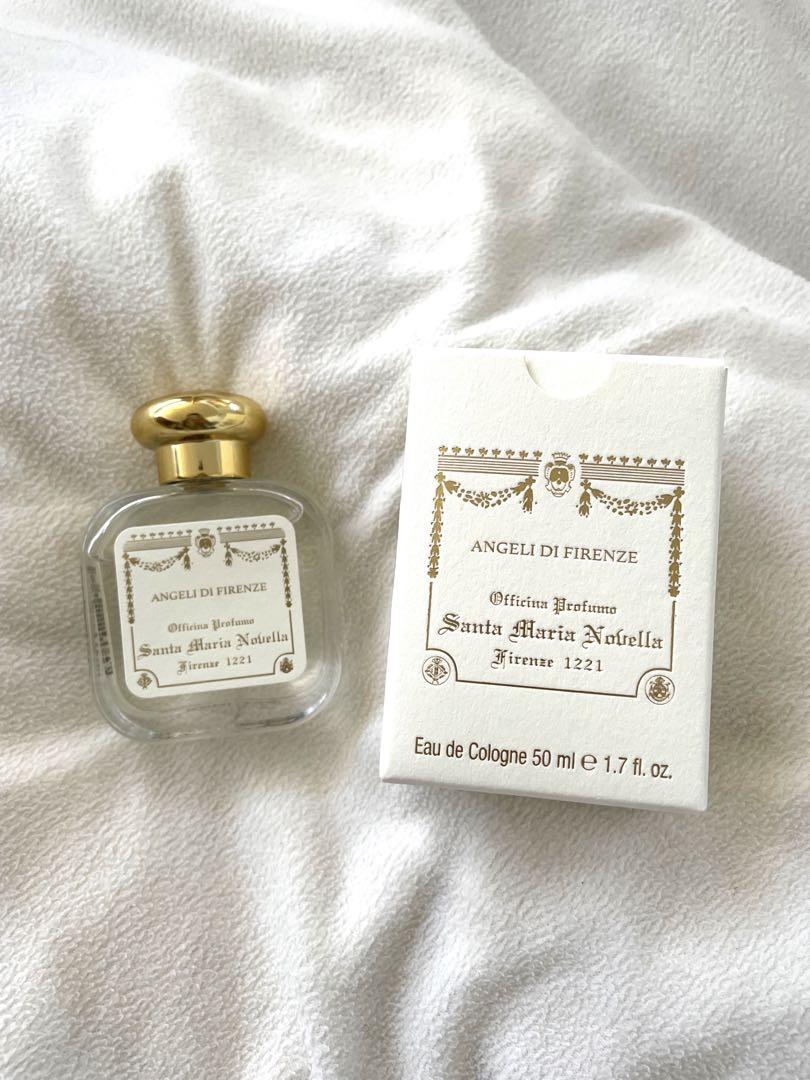 ANGELI DI FIRENZE
Officina Profumo
Santa Maria Novella
Firenze 1221
ANGELI DI FIRENZE
Officina Profumo
Santa Maria Novella
Firenze 1221
Eau de Cologne 50 ml ℮ 1.7 fl. oz.